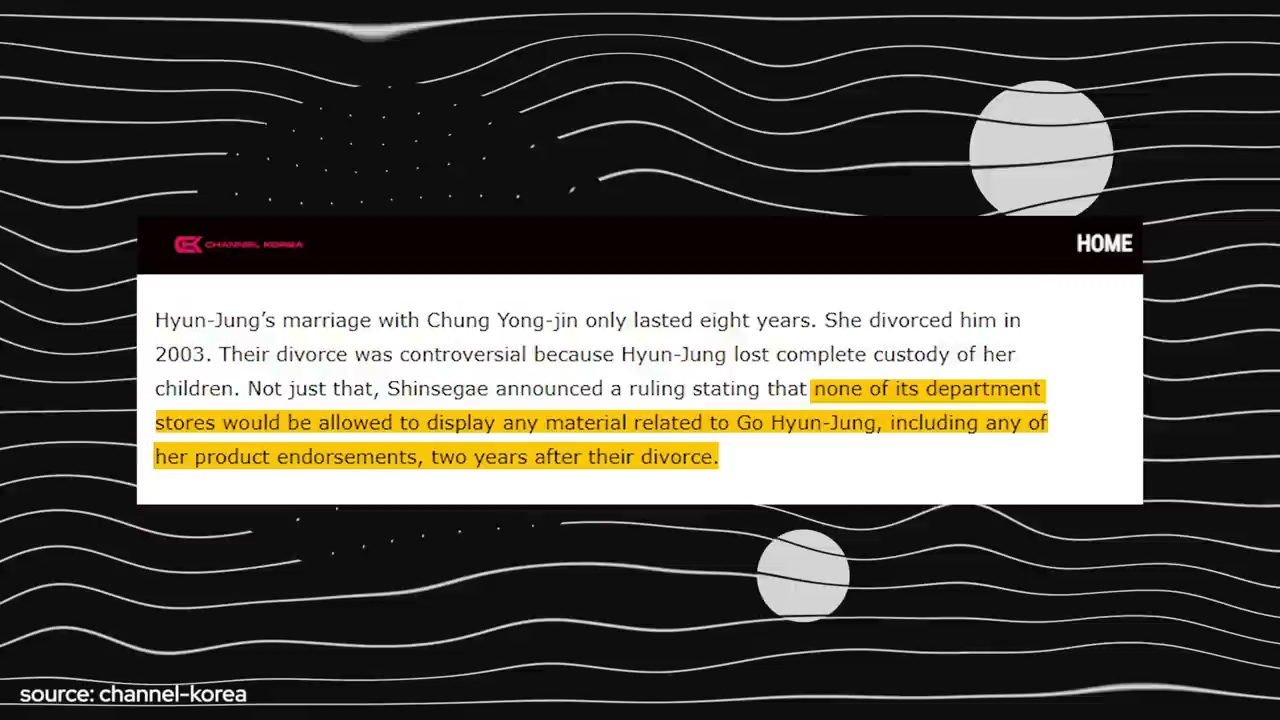 CHANNEL KOREA
HOME
Hyun-Jung’s marriage with Chung Yong-jin only lasted eight years. She divorced him in
2003. Their divorce was controversial because Hyun-Jung lost complete custody of her
children. Not just that, Shinsegae announced a ruling stating that none of its department
stores would be allowed to display any material related to Go Hyun-Jung, including any of
her product endorsements, two years after their divorce.
source: channel-korea